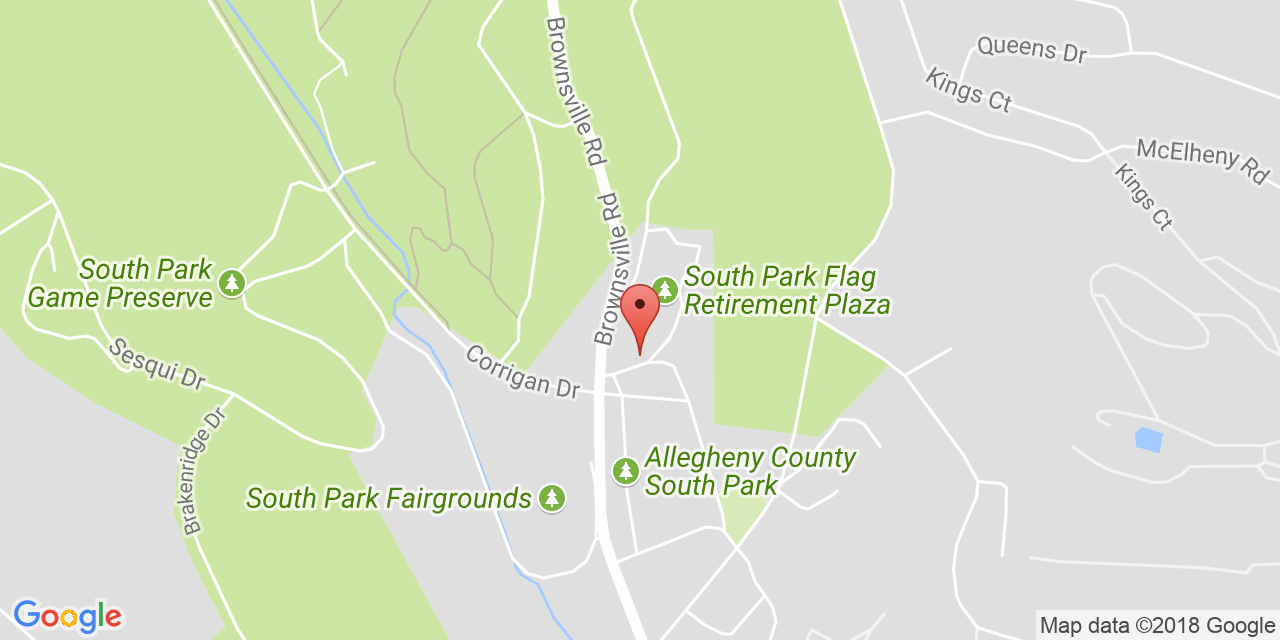 Brownsville Rd
Queens Dr
Kings Ct
McElheny Rd
Kings Ct
Brownsville Rd
South Park
Game Preserve
South Park Flag
Retirement Plaza
Sesqui Dr
Corrigan Dr
Brakenridge Dr
Allegheny County
South Park
South Park Fairgrounds
Google
Map data ©2018 Google